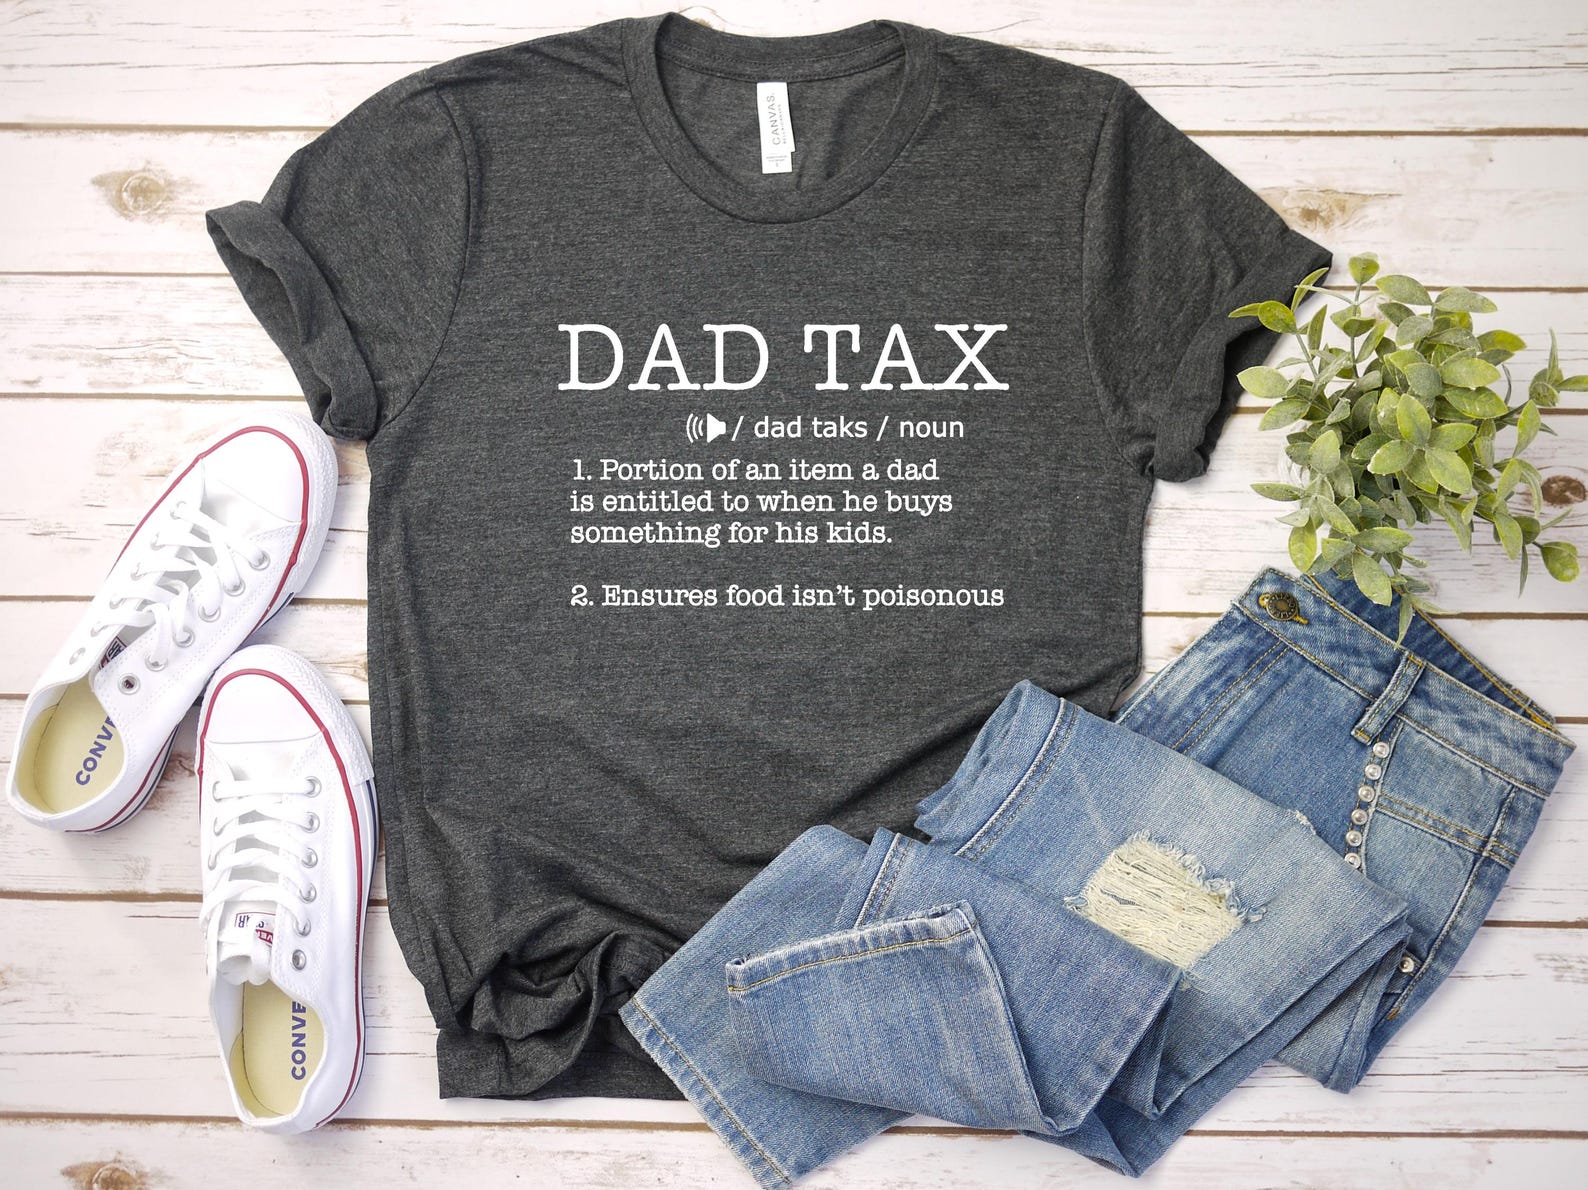 CANVAS.
DAD TAX
/ dad taks / noun
1. Portion of an item a dad
is entitled to when he buys
something for his kids.
2. Ensures food isn't poisonous
CONV
CONVE